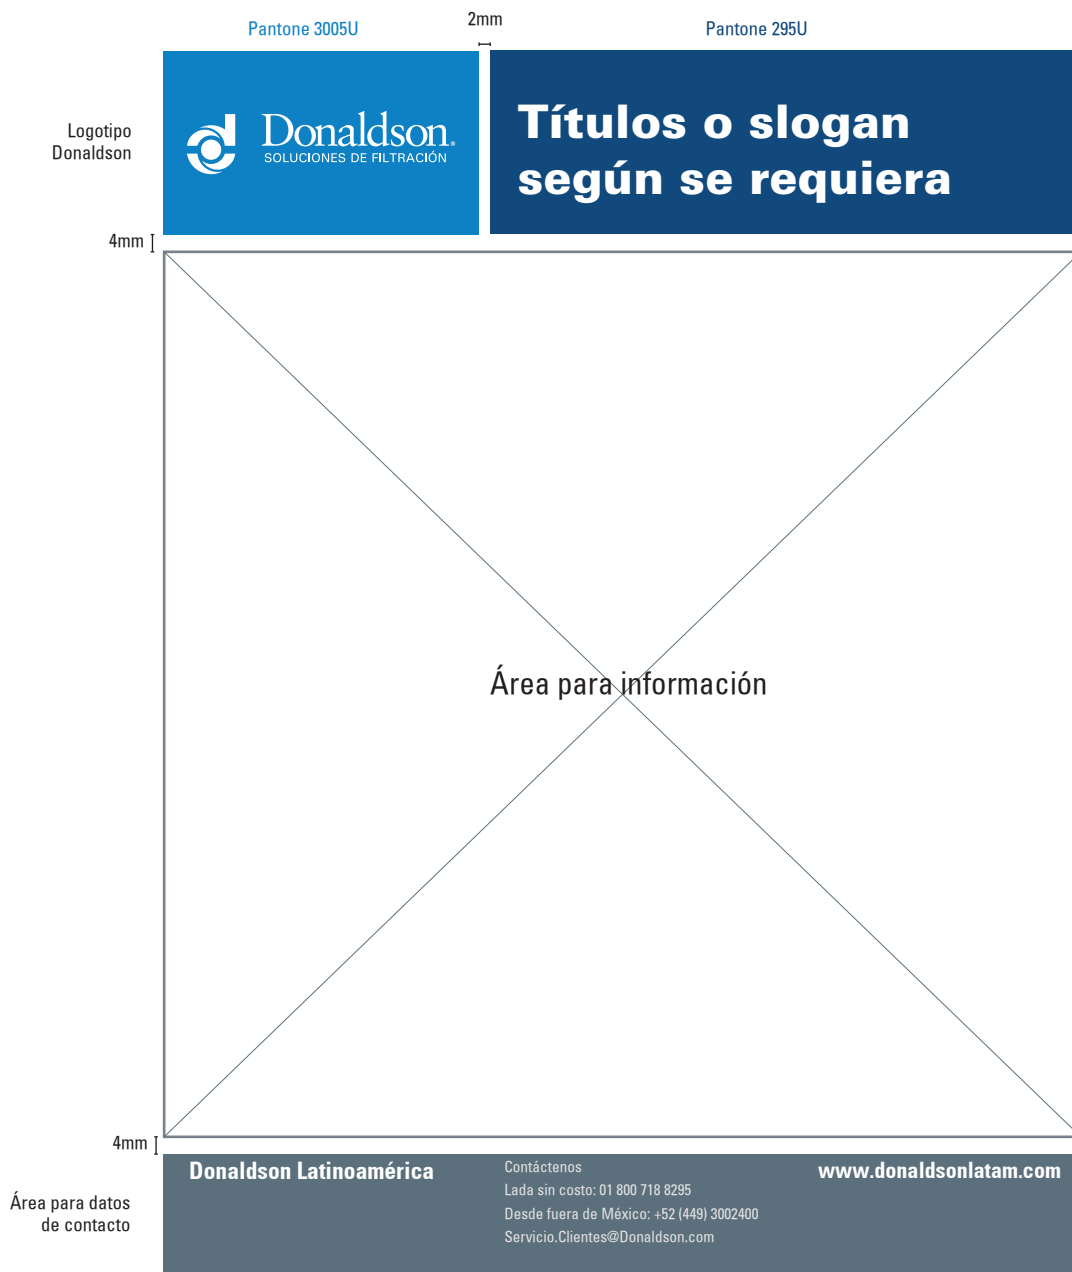 2mm
Pantone 3005U
Pantone 295U
Logotipo
Donaldson
Donaldson®
SOLUCIONES DE FILTRACIÓN
Títulos o slogan
según se requiera
4mm
Área para información
4mm
Área para datos
de contacto
Donaldson Latinoamérica
Contáctenos
Lada sin costo: 01 800 718 8295
Desde fuera de México: +52 (449) 3002400
Servicio.Clientes@Donaldson.com
www.donaldsonlatam.com